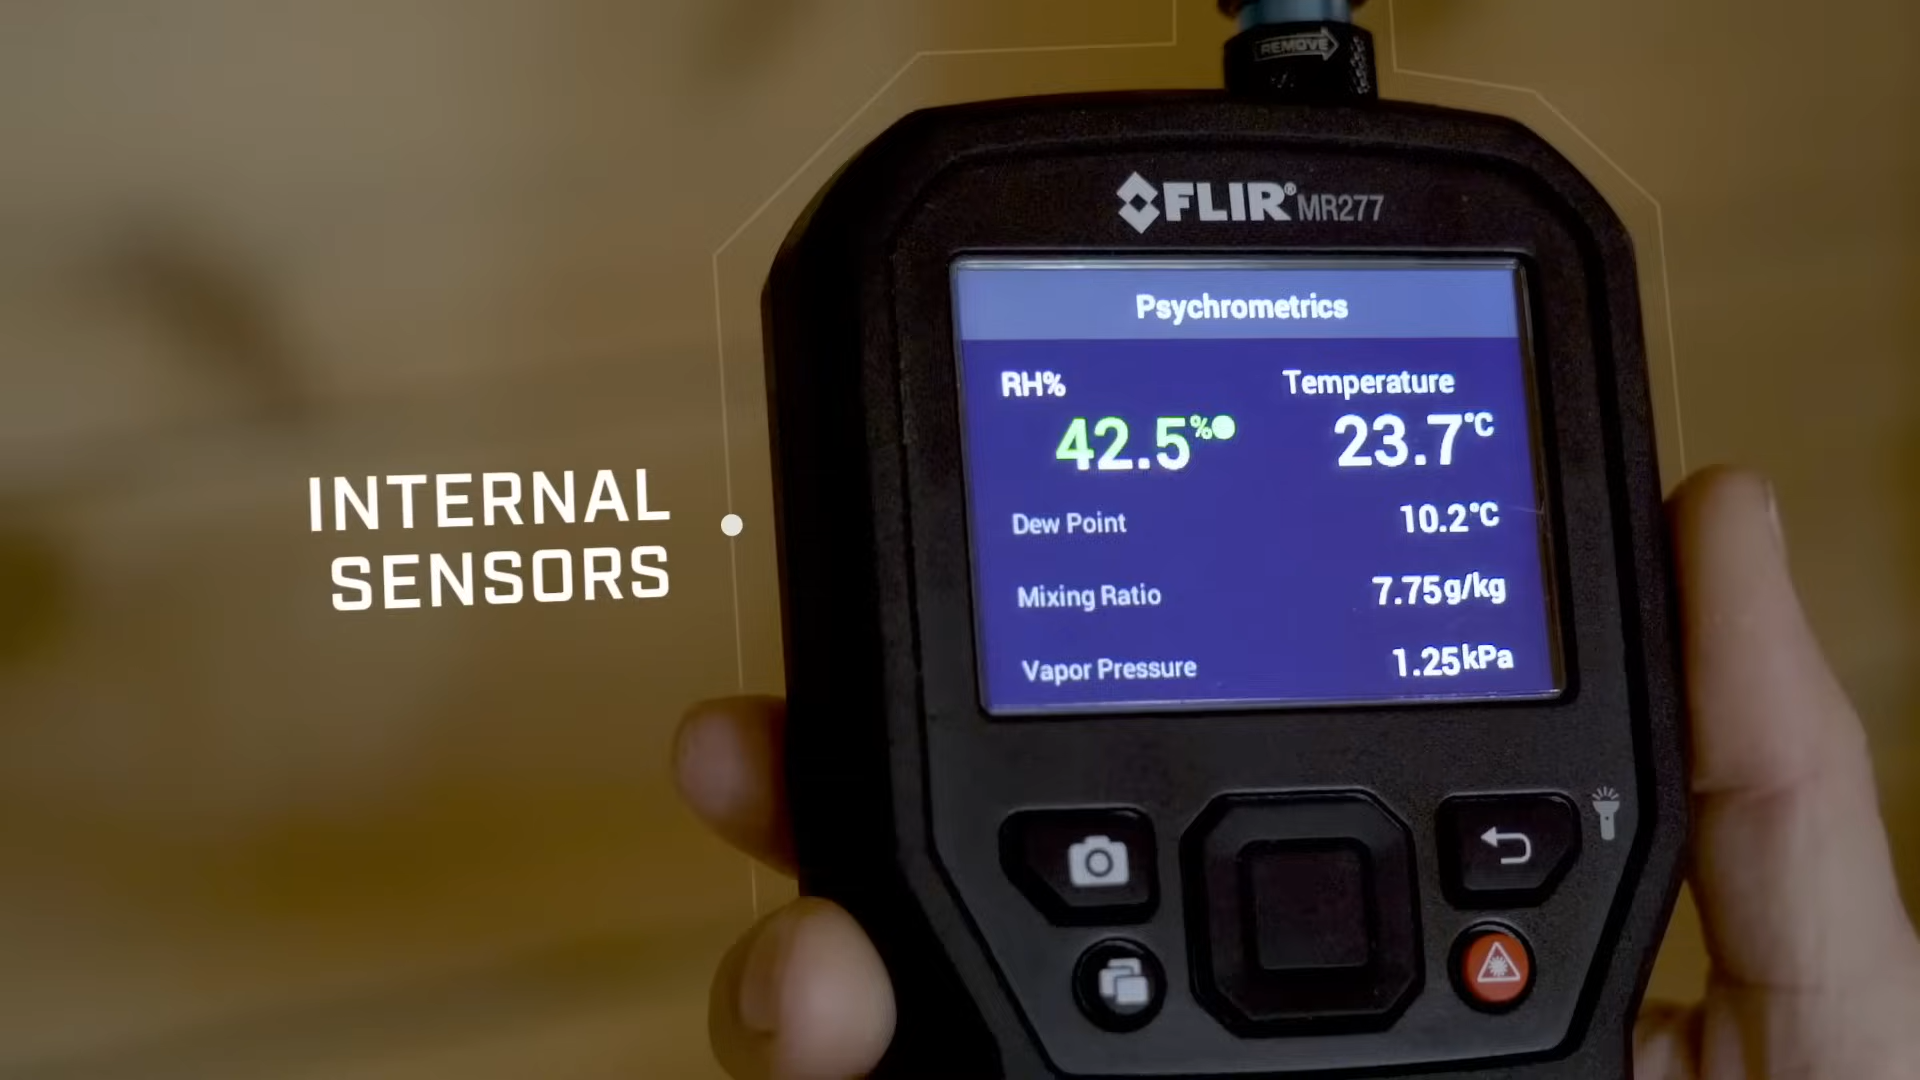 REMOVE
FLIR® MR277
Psychrometrics
RH% Temperature
42.5% 23.7°C
Dew Point 10.2°C
Mixing Ratio 7.75g/kg
Vapor Pressure 1.25kPa
INTERNAL
SENSORS